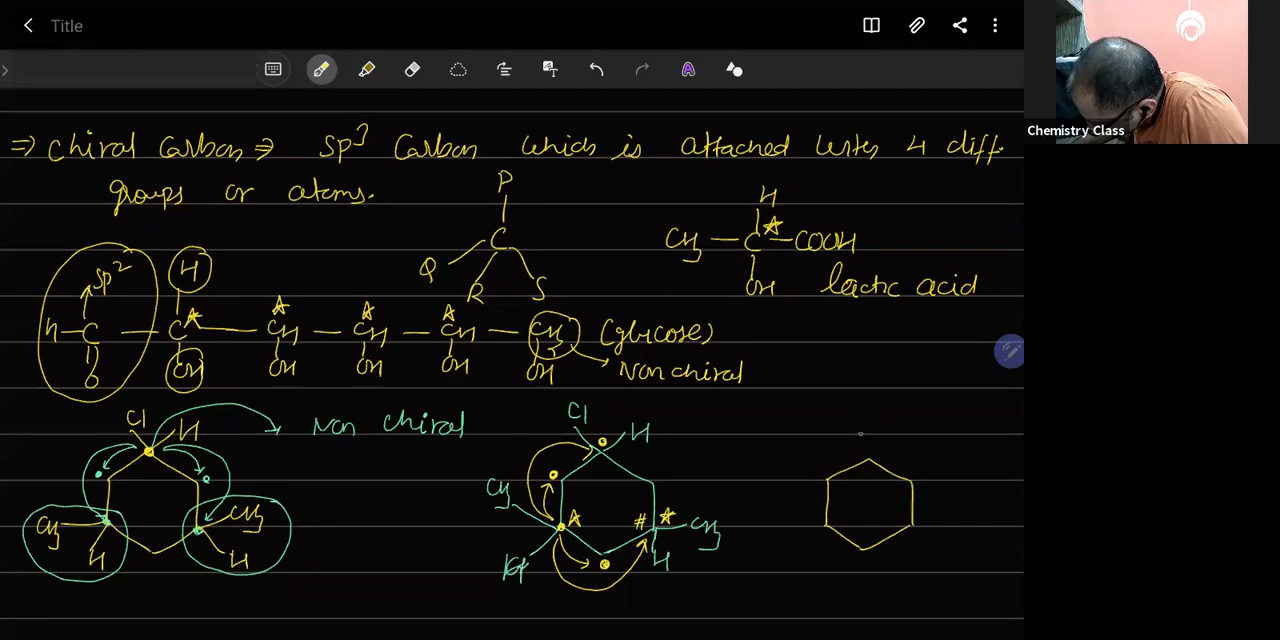 Title
Chemistry Class
⇒ Chiral Carbon ⇒ sp3 Carbon which is attached with 4 diff.
groups or atoms.
P
C
Q
R
S
H
CH3 – C – COOH
OH
lactic acid
sp2
H
H – C – C – CH – CH – CH – CH2 (glucose)
O OH OH OH OH OH
Non chiral
Cl H
Non chiral
CH3
H
CH3
H
Cl H
CH3
#
CH3
H